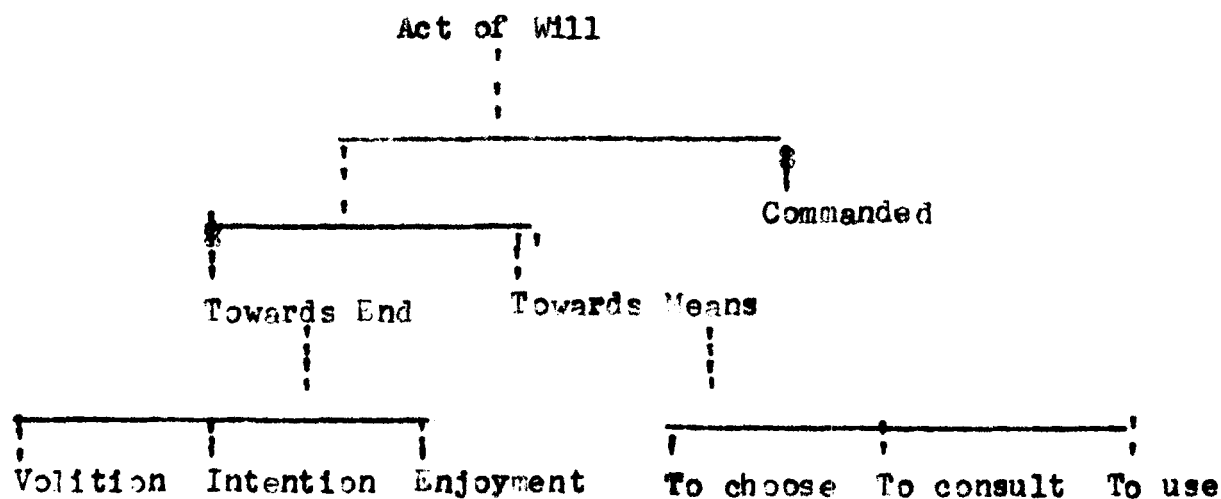 Act of Will
Commanded
Towards End Towards Means
Volition Intention Enjoyment To choose To consult To use